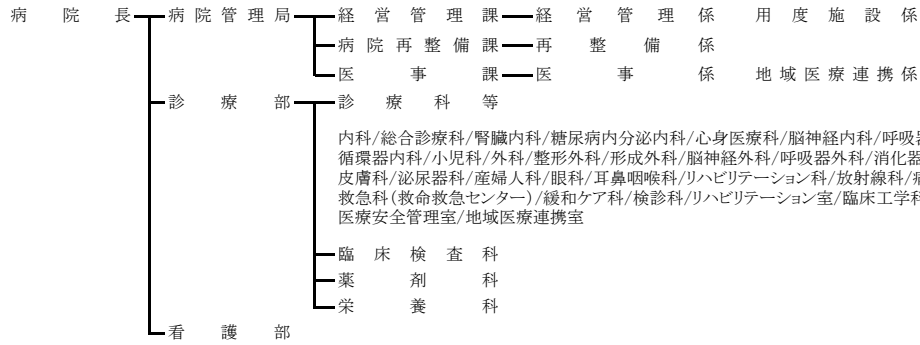 病院長 病院管理局 経営管理課 経営管理係 用度施設係
病院再整備課 再整備係
医事課 医事係 地域医療連携係
診療部 診療科等
内科/総合診療科/腎臓内科/糖尿病内分泌内科/心身医療科/脳神経内科/呼吸器
循環器内科/小児科/外科/整形外科/形成外科/脳神経外科/呼吸器外科/消化器
皮膚科/泌尿器科/産婦人科/眼科/耳鼻咽喉科/リハビリテーション科/放射線科/病
救急科(救命救急センター)/緩和ケア科/検診科/リハビリテーション室/臨床工学科
医療安全管理室/地域医療連携室
臨床検査科
薬剤科
栄養科
看護部